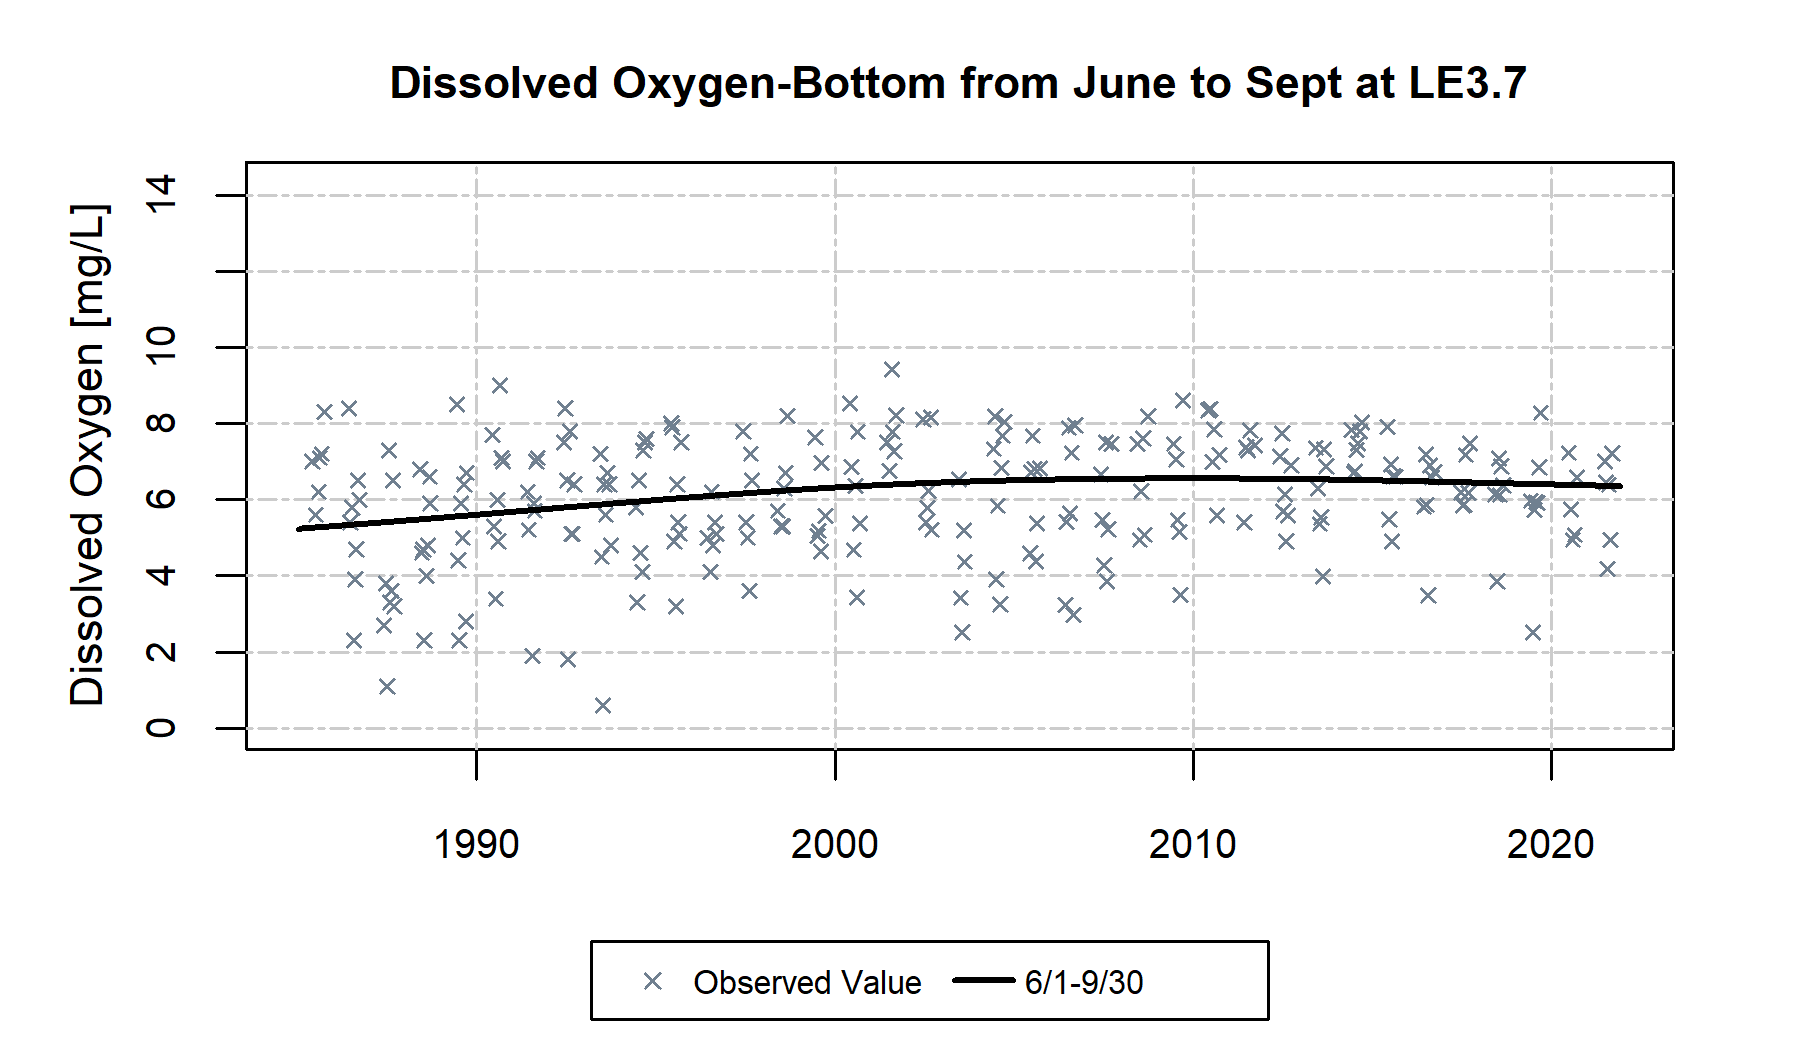 Dissolved Oxygen-Bottom from June to Sept at LE3.7
Dissolved Oxygen [mg/L]
14
10
8
6
4
2
0
1990 2000 2010 2020
Observed Value 6/1-9/30